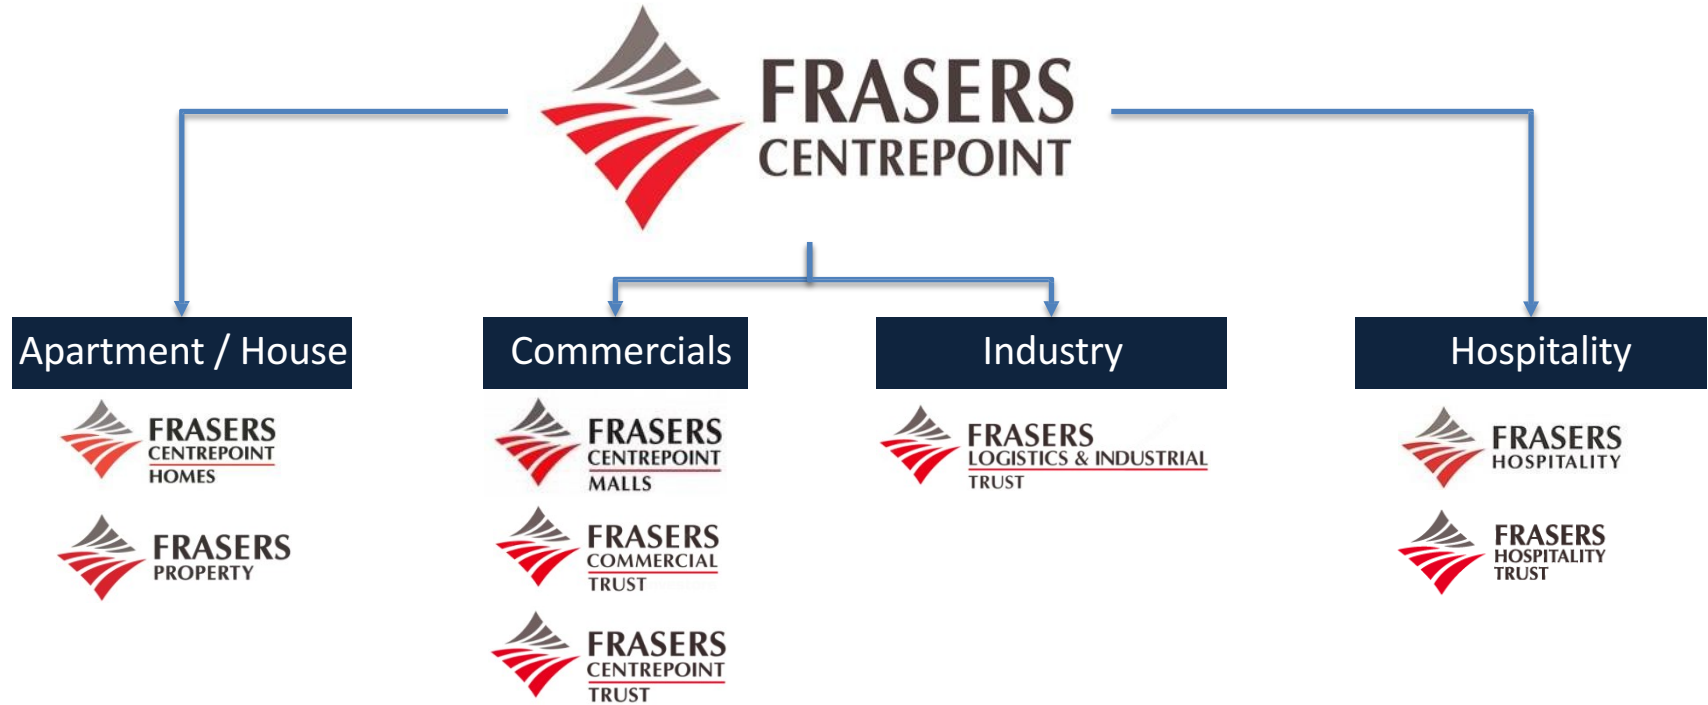 FRASERS
CENTREPOINT
Apartment / House
Commercials
Industry
Hospitality
FRASERS
CENTREPOINT
HOMES
FRASERS
PROPERTY
FRASERS
CENTREPOINT
MALLS
FRASERS
COMMERCIAL
TRUST
FRASERS
CENTREPOINT
TRUST
FRASERS
LOGISTICS & INDUSTRIAL
TRUST
FRASERS
HOSPITALITY
FRASERS
HOSPITALITY
TRUST